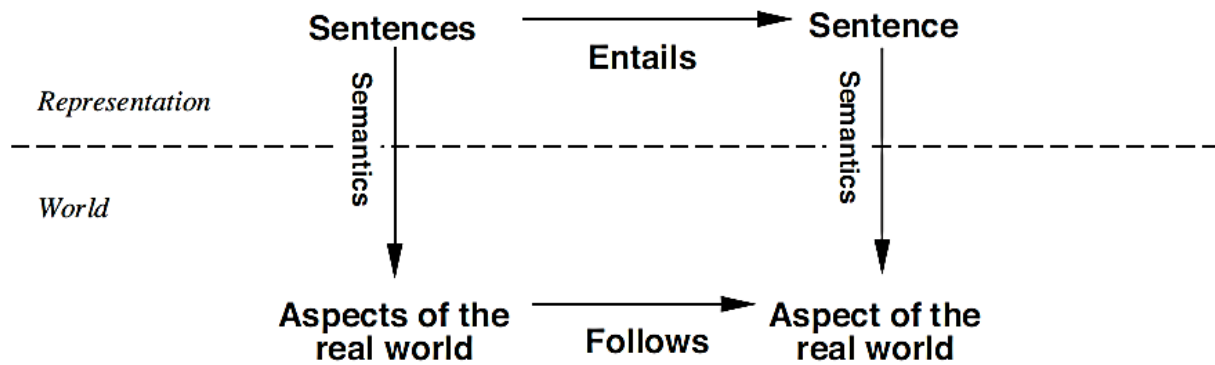 Sentences
Entails
Sentence
Semantics
Semantics
Representation
World
Aspects of the
real world
Follows
Aspect of the
real world